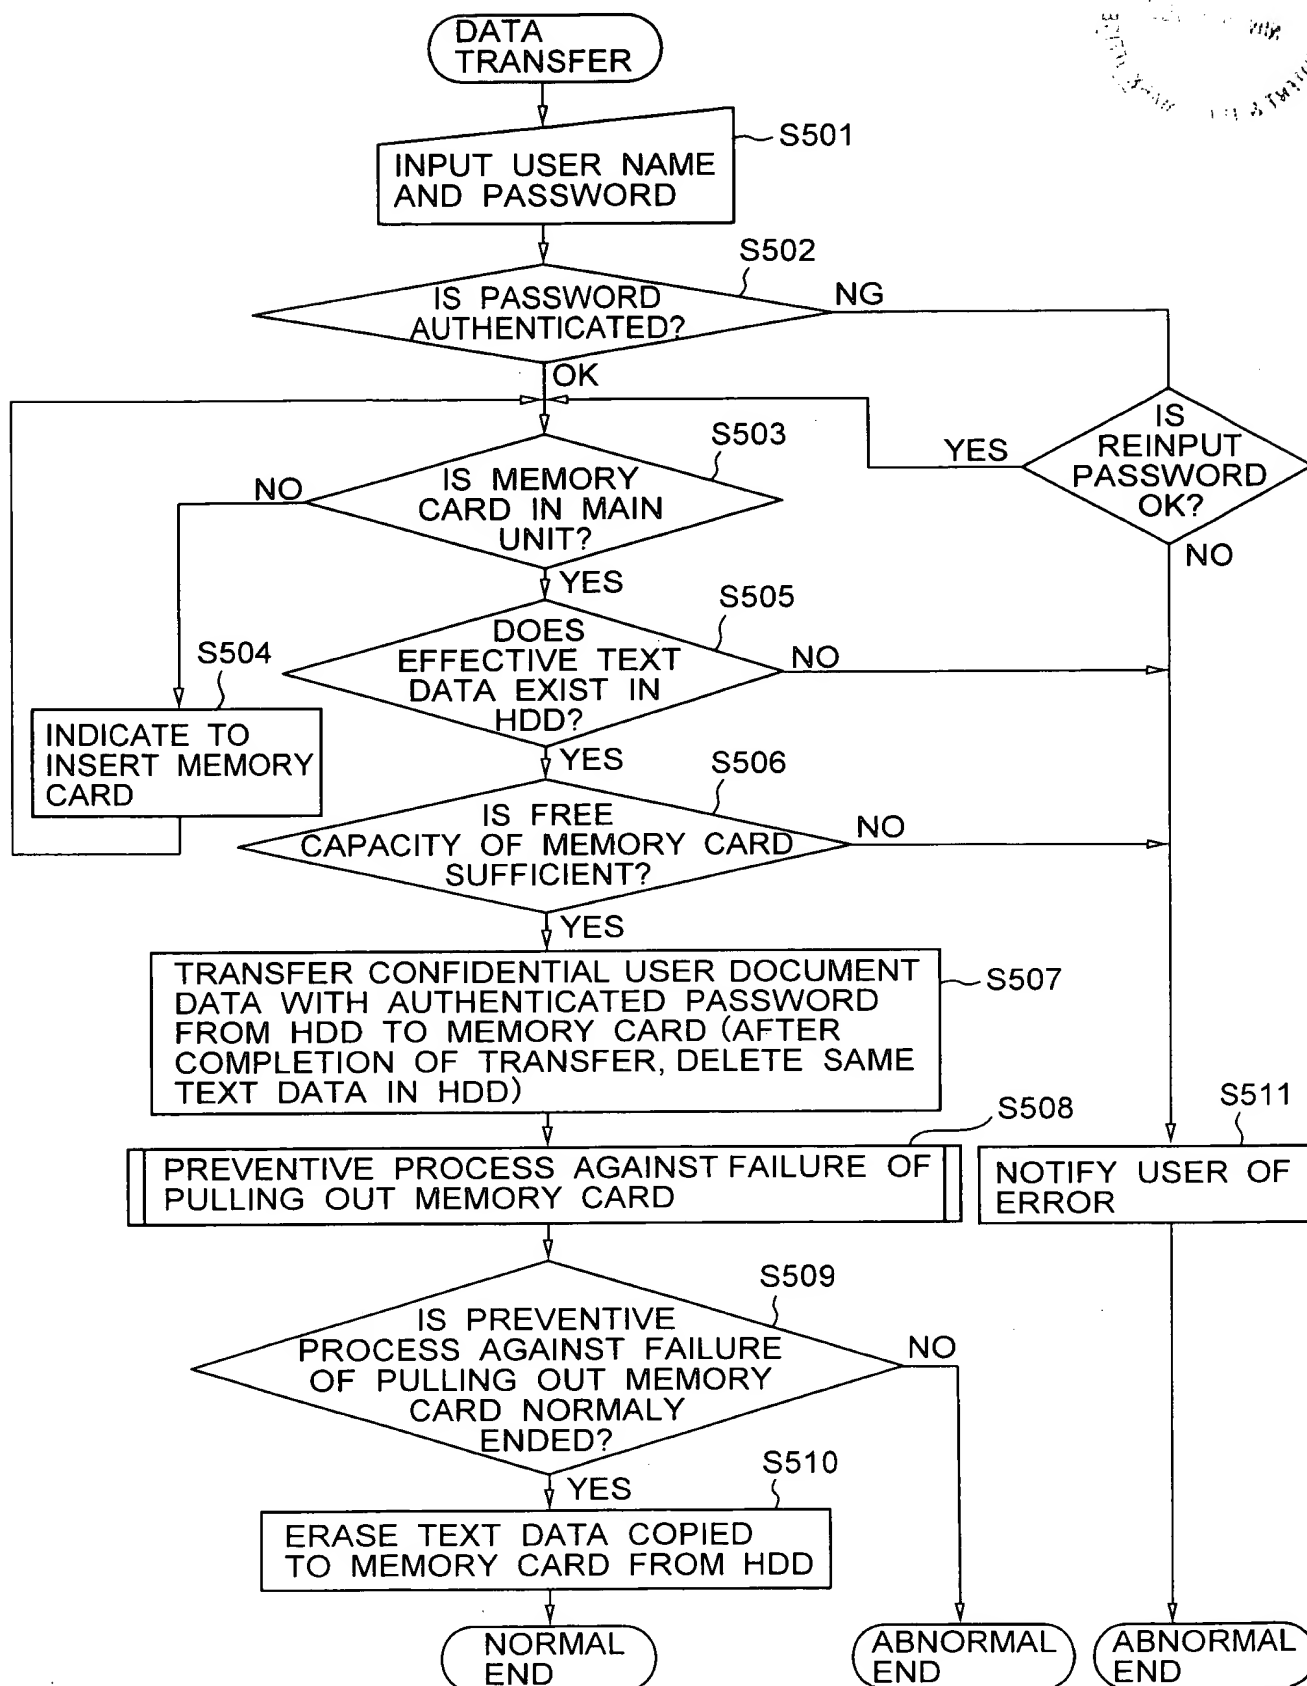 DATA
TRANSFER
S501
INPUT USER NAME
AND PASSWORD
S502
IS PASSWORD
AUTHENTICATED?
NG
OK
IS
REINPUT
PASSWORD
OK?
YES
NO
S503
IS MEMORY
CARD IN MAIN
UNIT?
NO
YES
S504
INDICATE TO
INSERT MEMORY
CARD
S505
DOES
EFFECTIVE TEXT
DATA EXIST IN
HDD?
NO
YES
S506
IS FREE
CAPACITY OF MEMORY CARD
SUFFICIENT?
NO
YES
TRANSFER CONFIDENTIAL USER DOCUMENT
DATA WITH AUTHENTICATED PASSWORD
FROM HDD TO MEMORY CARD (AFTER
COMPLETION OF TRANSFER, DELETE SAME
TEXT DATA IN HDD)
S507
S508
PREVENTIVE PROCESS AGAINST FAILURE OF
PULLING OUT MEMORY CARD
S511
NOTIFY USER OF
ERROR
S509
IS PREVENTIVE
PROCESS AGAINST FAILURE
OF PULLING OUT MEMORY
CARD NORMALY
ENDED?
NO
YES
S510
ERASE TEXT DATA COPIED
TO MEMORY CARD FROM HDD
NORMAL
END
ABNORMAL
END
ABNORMAL
END